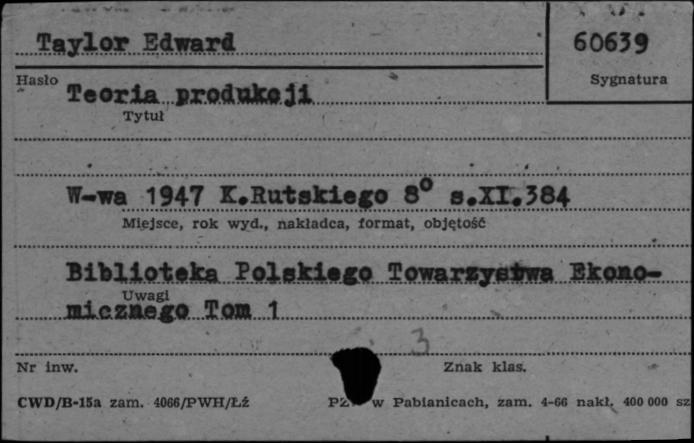 Taylor Edward
60639
Hasło
Sygnatura
Teoria produkcji
Tytuł
W-wa 1947 K.Rutskiego 8° s.XI.384
Miejsce, rok wyd., nakładca, format, objętość
Biblioteka Polskiego Towarzystwa Ekono-
Uwagi
micznego Tom 1
3
Nr inw.
Znak klas.
CWD/B-15a zam. 4066/PWH/Łź
w Pabianicach, zam. 4-66 nakł. 400 000 sz